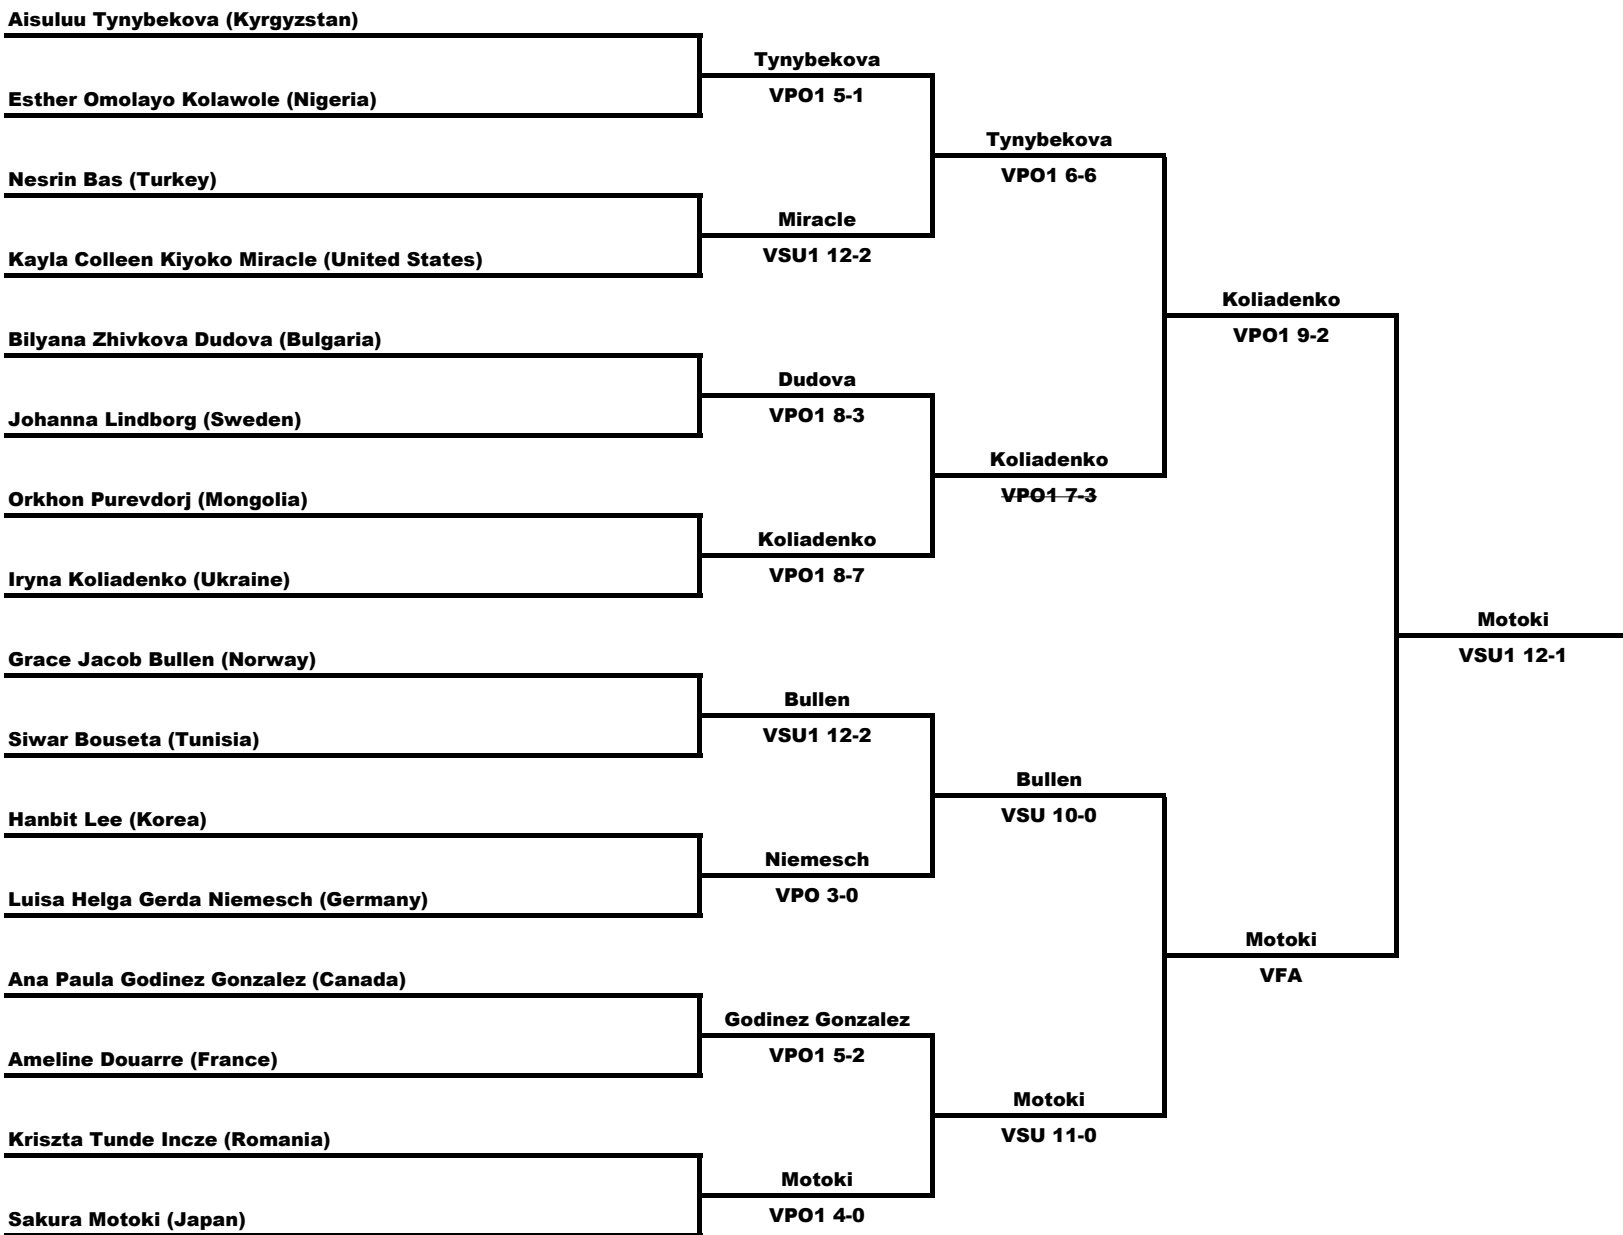 Aisuluu Tynybekova (Kyrgyzstan)
Tynybekova
VPO1 5-1
Esther Omolayo Kolawole (Nigeria)
Tynybekova
VPO1 6-6
Nesrin Bas (Turkey)
Miracle
VSU1 12-2
Kayla Colleen Kiyoko Miracle (United States)
Koliadenko
VPO1 9-2
Bilyana Zhivkova Dudova (Bulgaria)
Dudova
VPO1 8-3
Johanna Lindborg (Sweden)
Koliadenko
VPO1 7-3
Orkhon Purevdorj (Mongolia)
Koliadenko
VPO1 8-7
Iryna Koliadenko (Ukraine)
Motoki
VSU1 12-1
Grace Jacob Bullen (Norway)
Bullen
VSU1 12-2
Siwar Bouseta (Tunisia)
Bullen
VSU 10-0
Hanbit Lee (Korea)
Niemesch
VPO 3-0
Luisa Helga Gerda Niemesch (Germany)
Motoki
VFA
Ana Paula Godinez Gonzalez (Canada)
Godinez Gonzalez
VPO1 5-2
Ameline Douarre (France)
Motoki
VSU 11-0
Kriszta Tunde Incze (Romania)
Motoki
VPO1 4-0
Sakura Motoki (Japan)